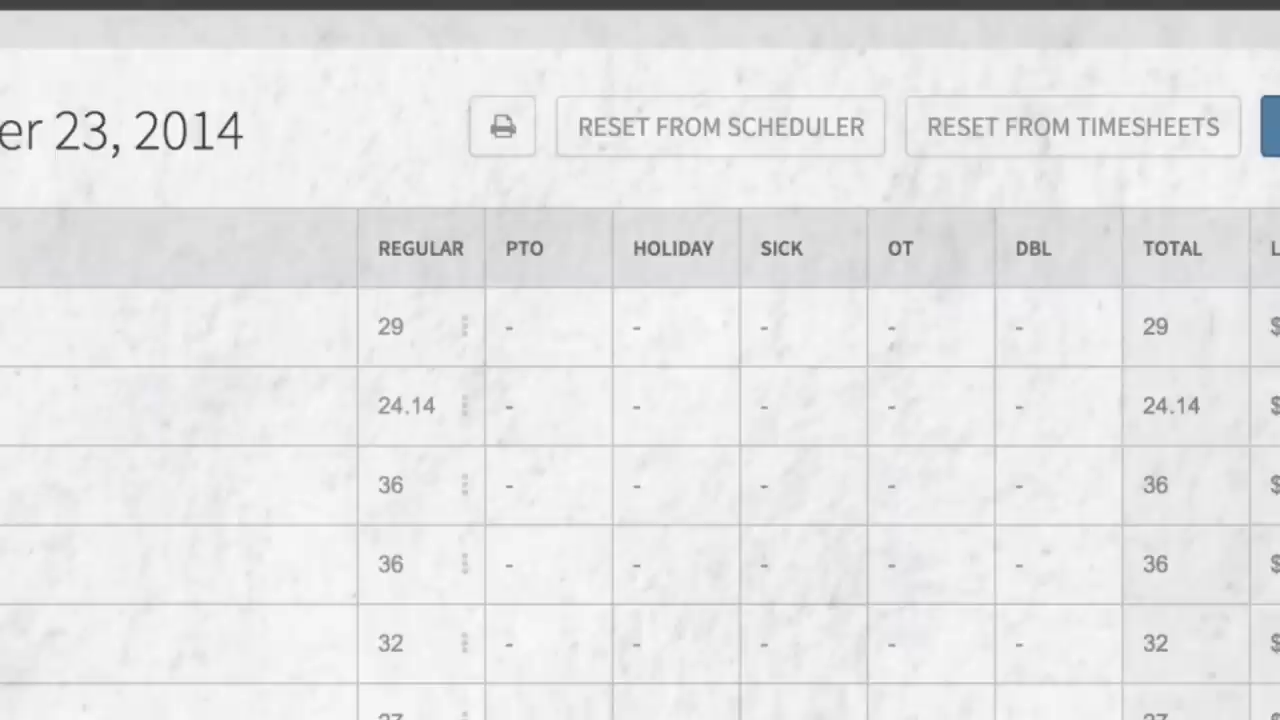 er 23, 2014
RESET FROM SCHEDULER RESET FROM TIMESHEETS
REGULAR PTO HOLIDAY SICK OT DBL TOTAL L
29 - - - - - 29 $
24.14 - - - - - 24.14 $
36 - - - - - 36 $
36 - - - - - 36 $
32 - - - - - 32 $